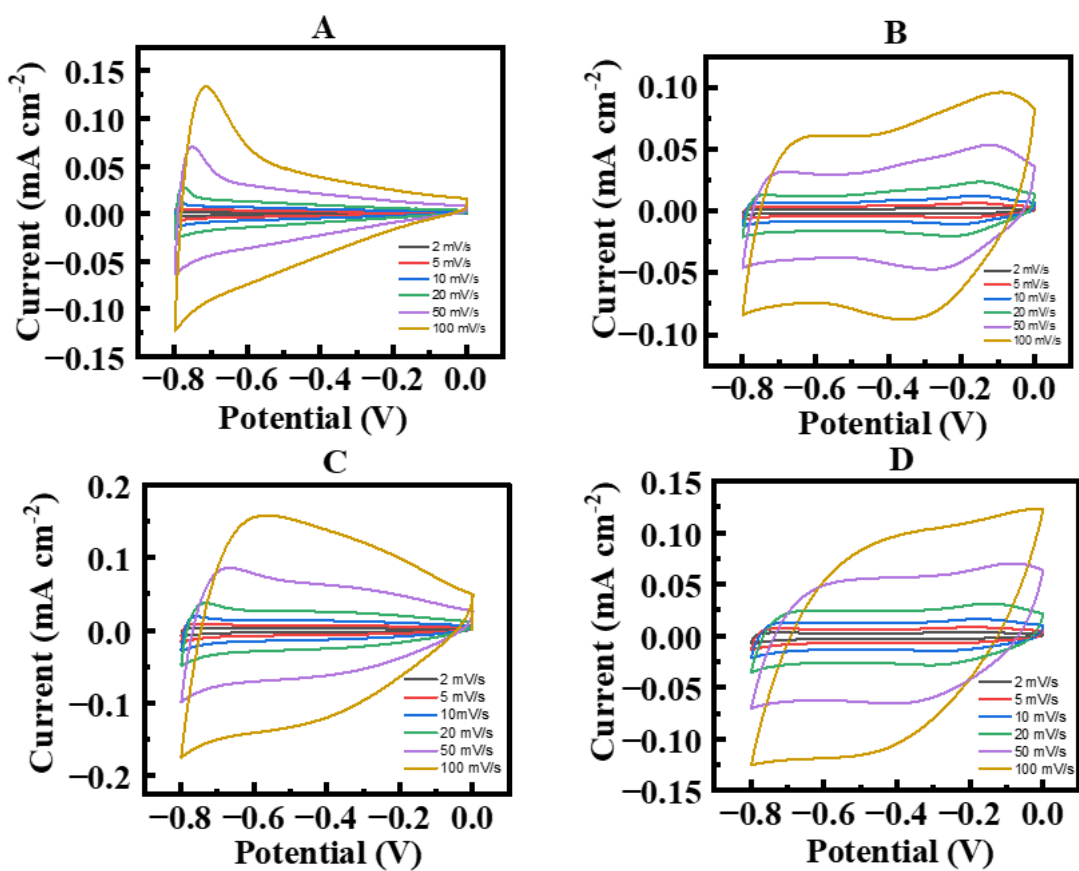 A
Current (mA cm⁻²)
0.15
0.10
0.05
0.00
−0.05
−0.10
−0.15
2 mV/s
5 mV/s
10 mV/s
20 mV/s
50 mV/s
100 mV/s
−0.8 −0.6 −0.4 −0.2 0.0
Potential (V)
B
Current (mA cm⁻²)
0.10
0.05
0.00
−0.05
−0.10
2 mV/s
5 mV/s
10 mV/s
20 mV/s
50 mV/s
100 mV/s
−0.8 −0.6 −0.4 −0.2 0.0
Potential (V)
C
Current (mA cm⁻²)
0.2
0.1
0.0
−0.1
−0.2
2 mV/s
5 mV/s
10mV/s
20 mV/s
50 mV/s
100 mV/s
−0.8 −0.6 −0.4 −0.2 0.0
Potential (V)
D
Current (mA cm⁻²)
0.15
0.10
0.05
0.00
−0.05
−0.10
−0.15
2 mV/s
5 mV/s
10 mV/s
20 mV/s
50 mV/s
100 mV/s
−0.8 −0.6 −0.4 −0.2 0.0
Potential (V)